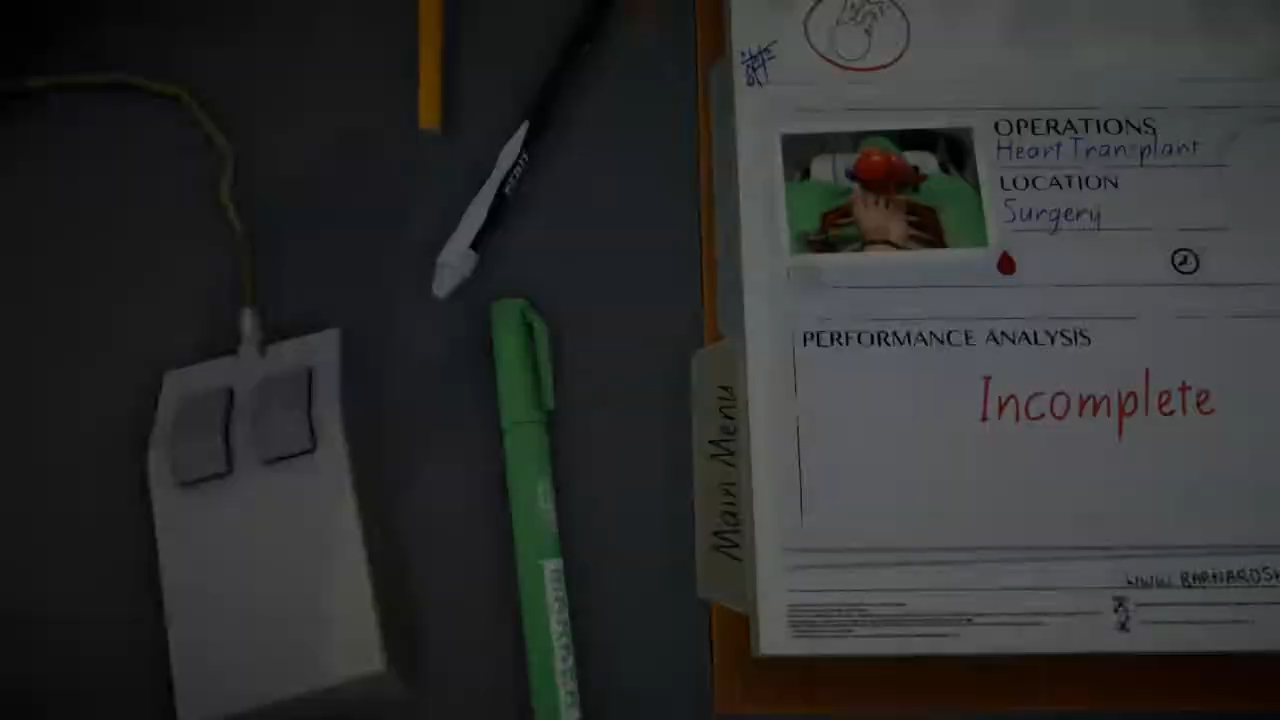 OPERATIONS
Heart Transplant
LOCATION
Surgery
PERFORMANCE ANALYSIS
Incomplete
Main Menu